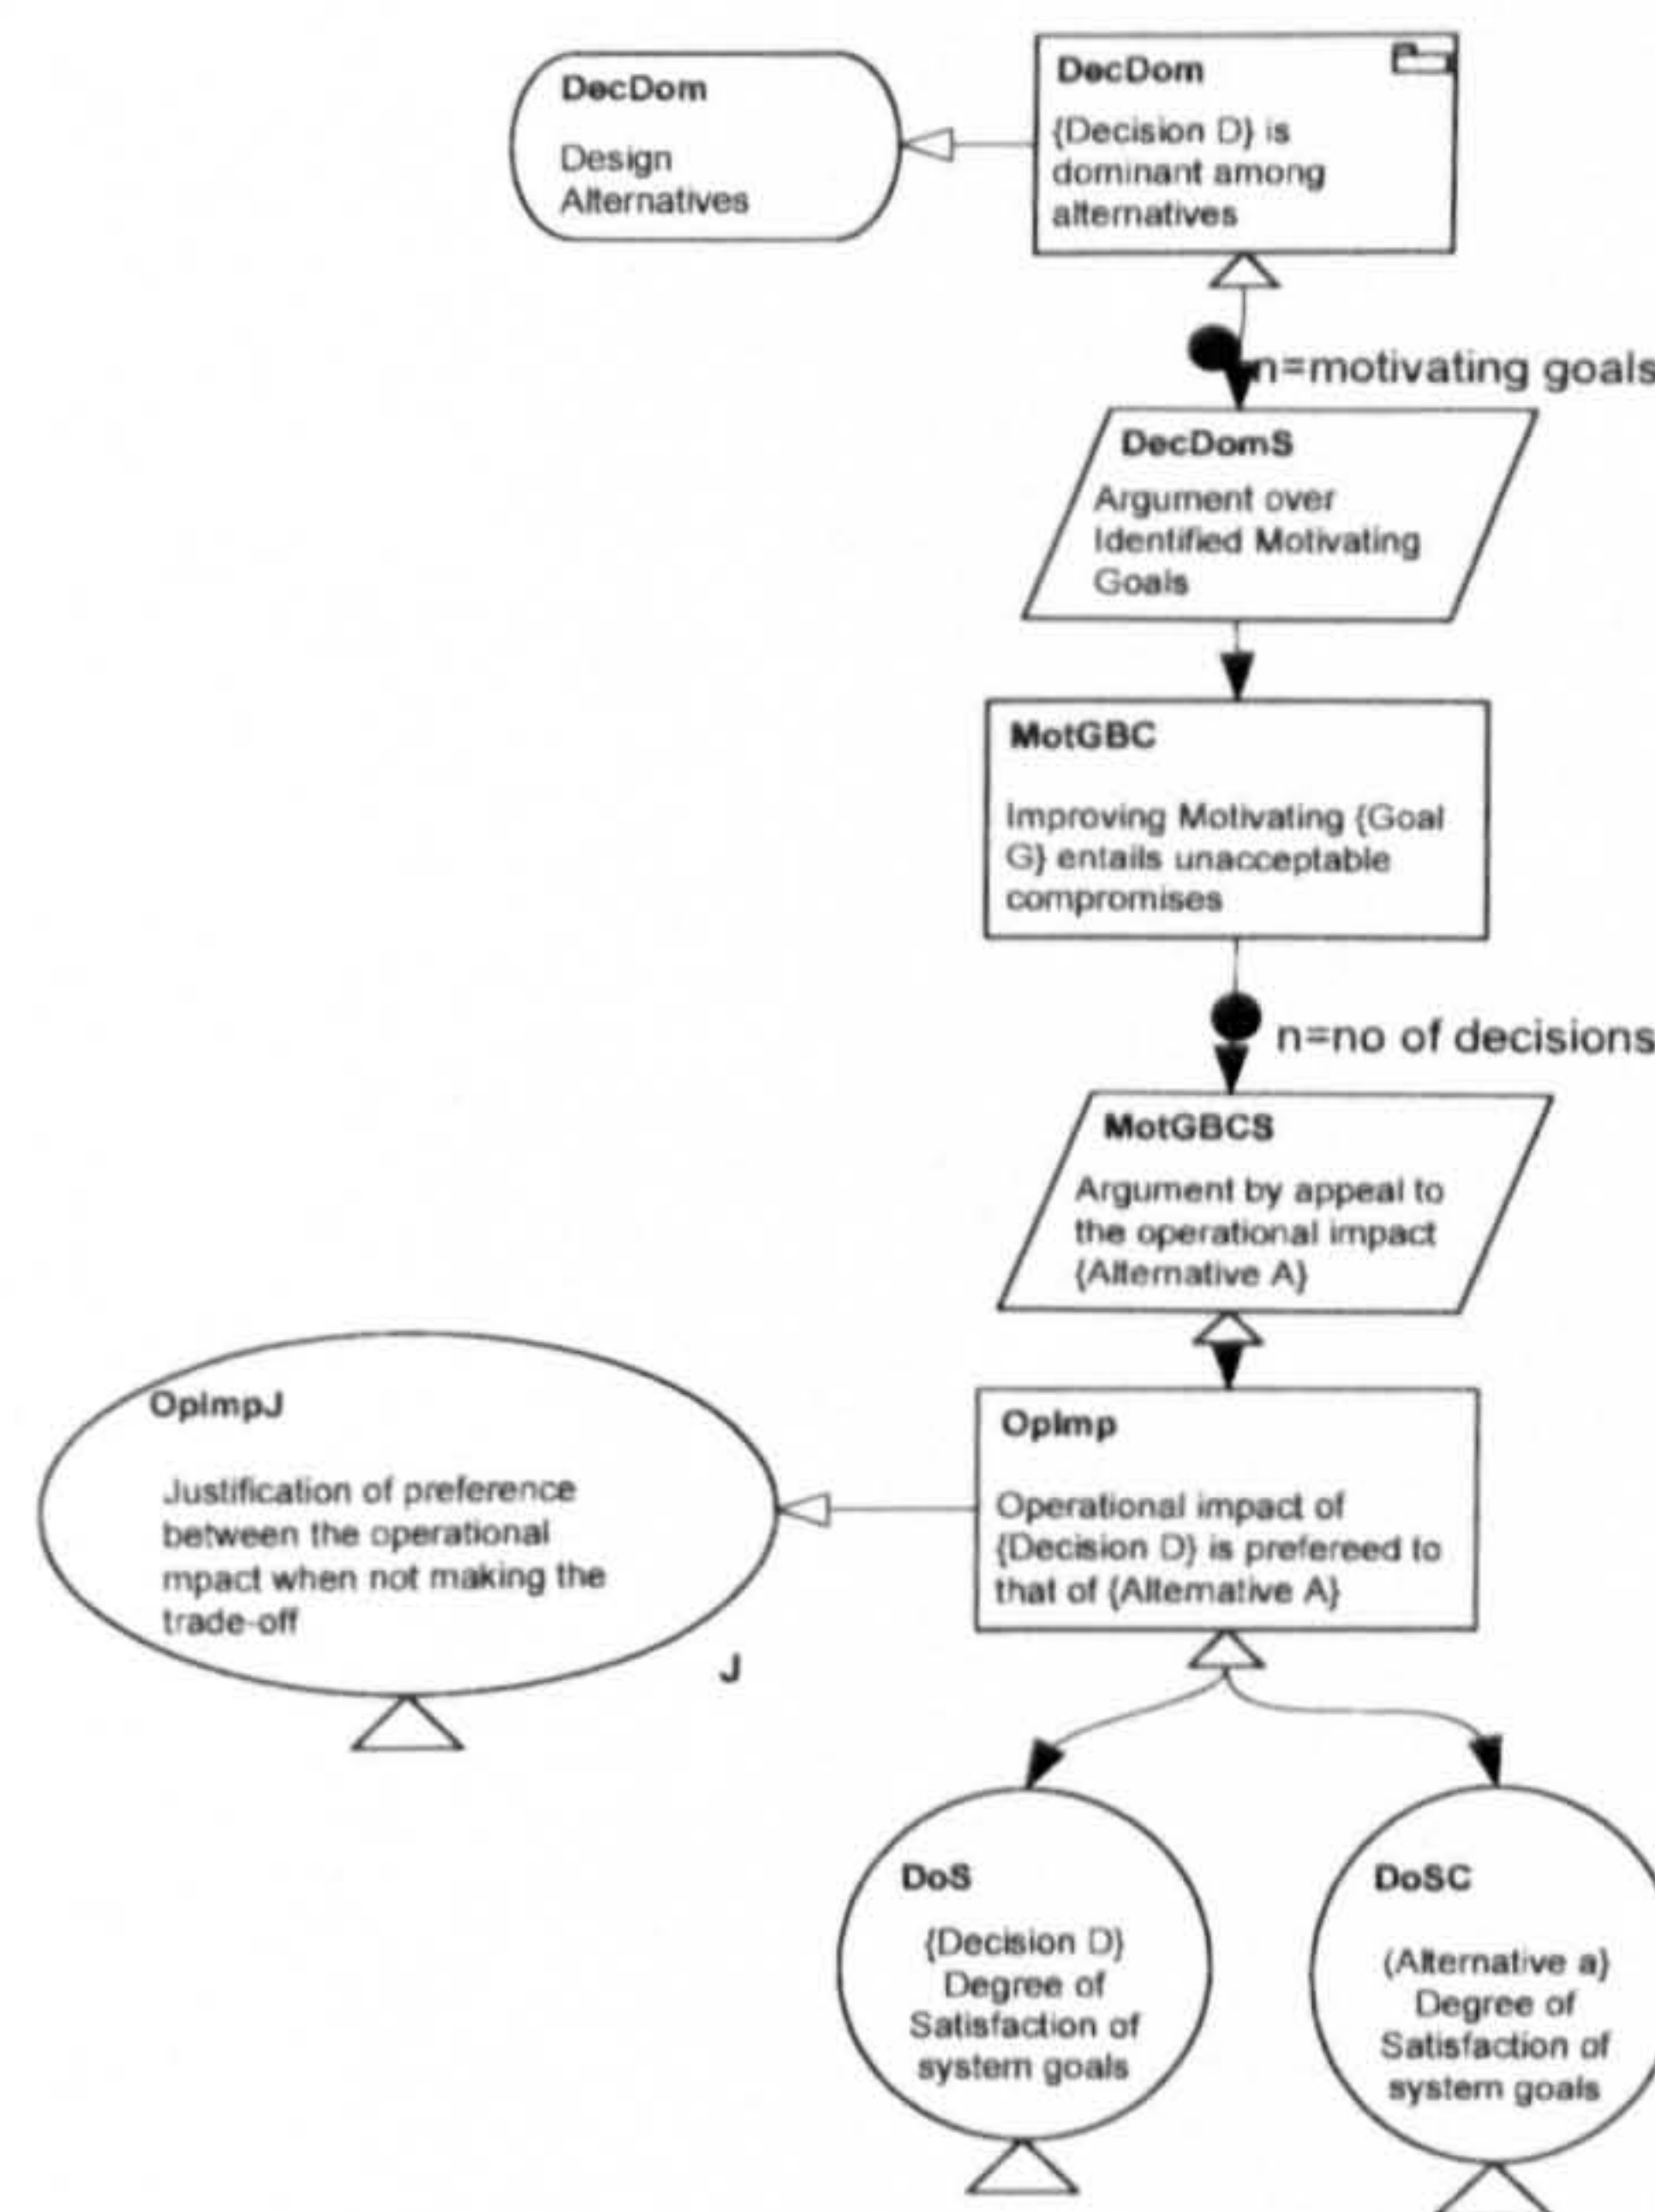 DecDom
Design
Alternatives
DecDom
{Decision D} is
dominant among
alternatives
n=motivating goals
DecDomS
Argument over
Identified Motivating
Goals
MotGBC
Improving Motivating {Goal
G} entails unacceptable
compromises
n=no of decisions
MotGBCS
Argument by appeal to
the operational impact
{Alternative A}
OpImpJ
Justification of preference
between the operational
mpact when not making the
trade-off
J
OpImp
Operational impact of
{Decision D} is prefereed to
that of {Alternative A}
DoS
{Decision D}
Degree of
Satisfaction of
system goals
DoSC
{Alternative a}
Degree of
Satisfaction of
system goals